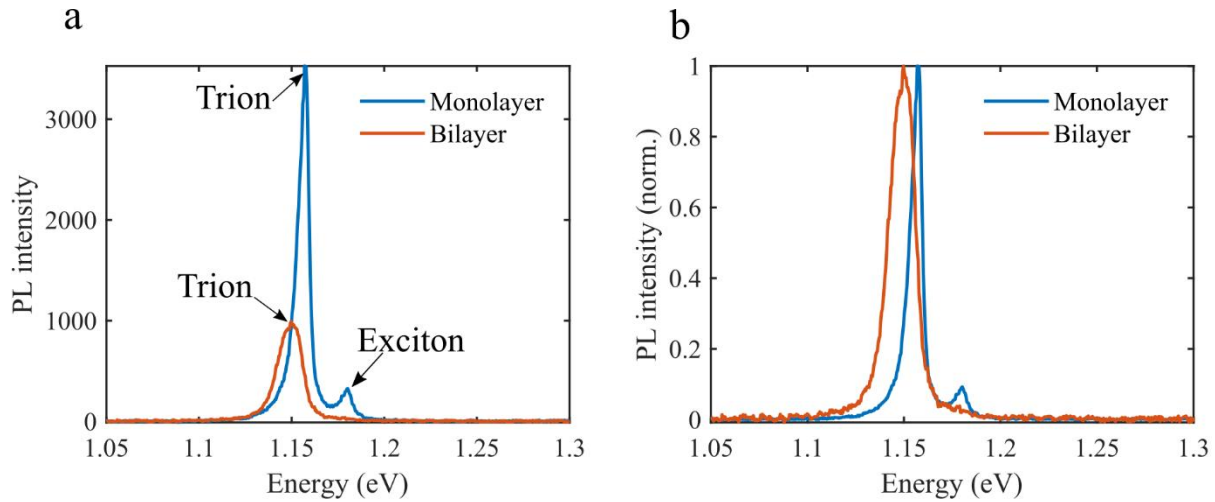 a
Trion
Monolayer
Bilayer
Trion
Exciton
PL intensity
3000
2000
1000
0
1.05
1.1
1.15
1.2
1.25
1.3
Energy (eV)
b
Monolayer
Bilayer
PL intensity (norm.)
1
0.8
0.6
0.4
0.2
0
1.05
1.1
1.15
1.2
1.25
1.3
Energy (eV)